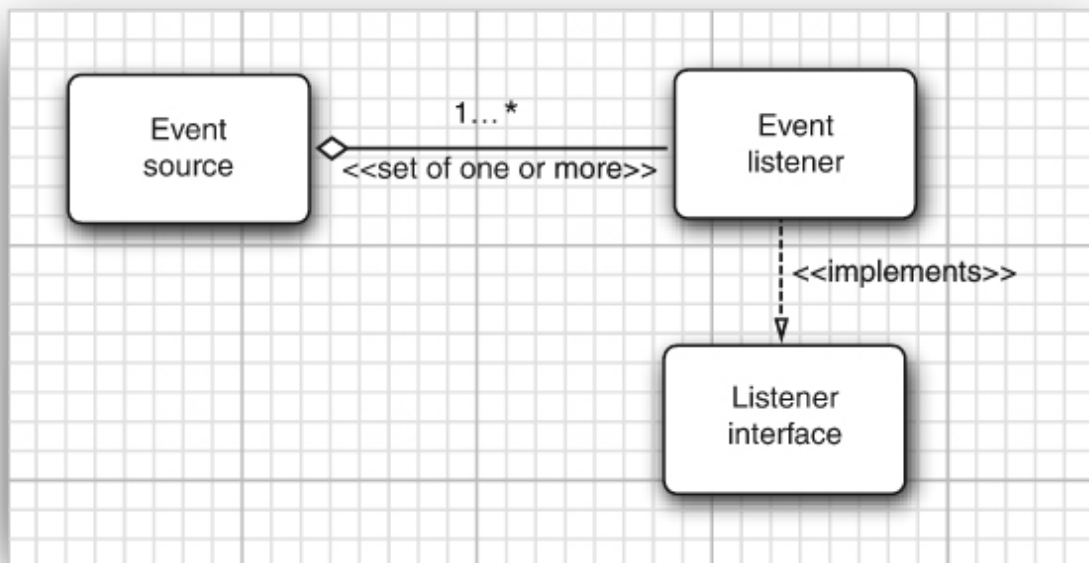 Event
source
1...*
<<set of one or more>>
Event
listener
<<implements>>
Listener
interface